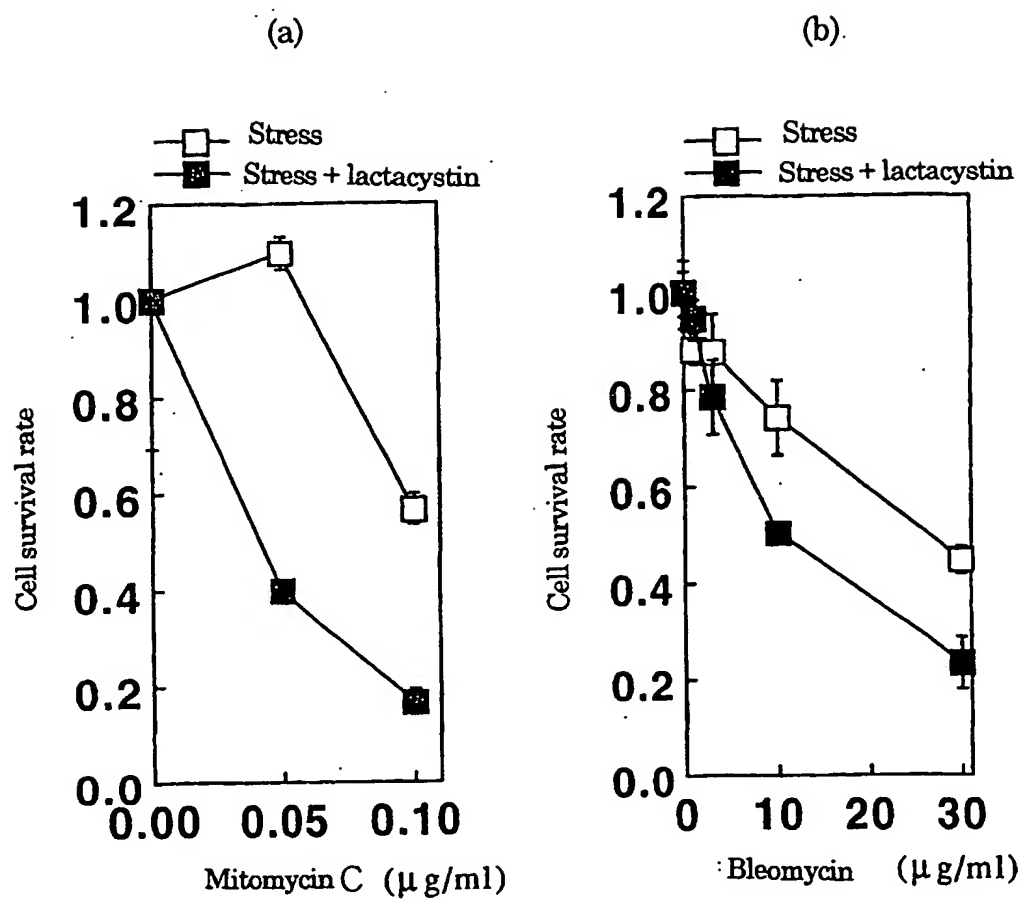 (a)
Stress
Stress + lactacystin
1.2
1.0
0.8
0.6
0.4
0.2
0.0
Cell survival rate
0.00 0.05 0.10
Mitomycin C (μ g/ml)
(b)
Stress
Stress + lactacystin
1.2
1.0
0.8
0.6
0.4
0.2
0.0
Cell survival rate
0 10 20 30
Bleomycin (μ g/ml)